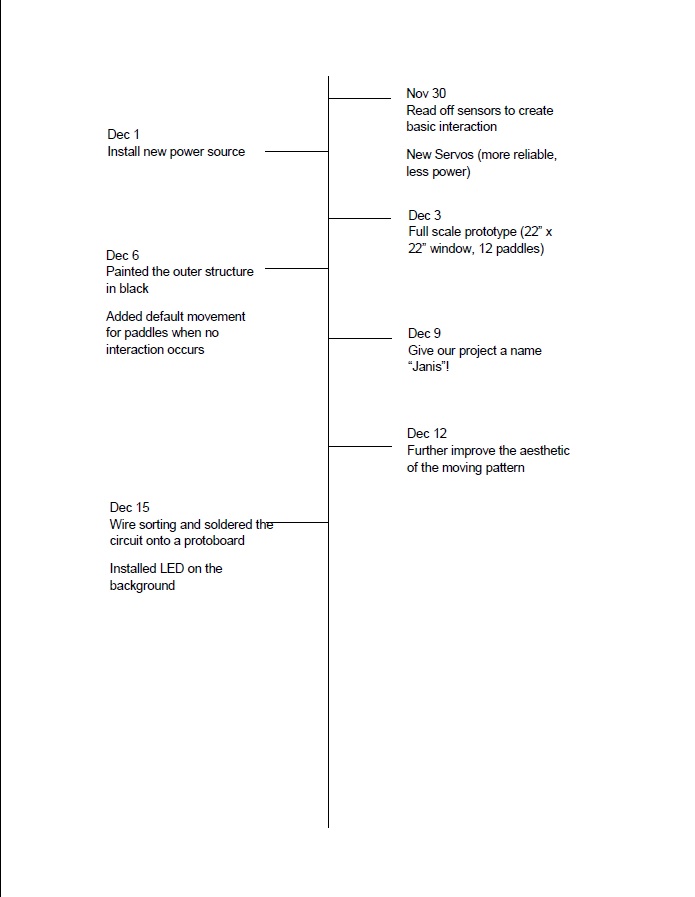 Nov 30
Read off sensors to create
basic interaction
New Servos (more reliable,
less power)
Dec 1
Install new power source
Dec 3
Full scale prototype (22” x
22” window, 12 paddles)
Dec 6
Painted the outer structure
in black
Added default movement
for paddles when no
interaction occurs
Dec 9
Give our project a name
“Janis”!
Dec 12
Further improve the aesthetic
of the moving pattern
Dec 15
Wire sorting and soldered the
circuit onto a protoboard
Installed LED on the
background